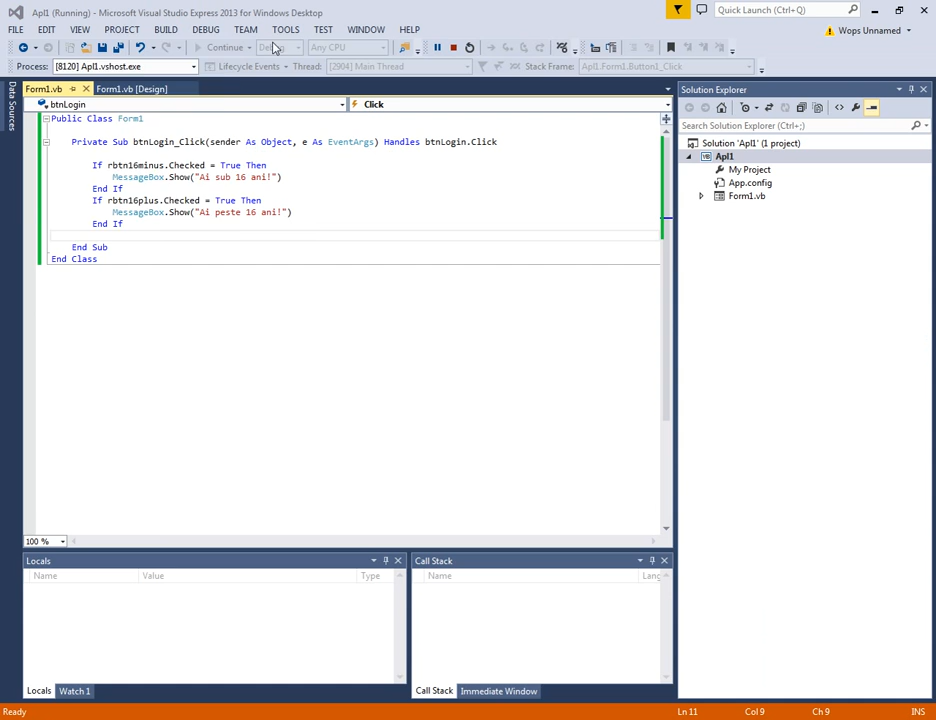 Apl1 (Running) - Microsoft Visual Studio Express 2013 for Windows Desktop
Quick Launch (Ctrl+Q)
FILE EDIT VIEW PROJECT BUILD DEBUG TEAM TOOLS TEST WINDOW HELP
Wops Unnamed
Continue Debug Any CPU
Process: [8120] Apl1.vshost.exe Lifecycle Events Thread: [2904] Main Thread Stack Frame: Apl1.Form1.Button1_Click
Data Sources
Form1.vb Form1.vb [Design]
btnLogin Click
Public Class Form1
Private Sub btnLogin_Click(sender As Object, e As EventArgs) Handles btnLogin.Click
If rbtn16minus.Checked = True Then
MessageBox.Show("Ai sub 16 ani!")
End If
If rbtn16plus.Checked = True Then
MessageBox.Show("Ai peste 16 ani!")
End If
End Sub
End Class
100 %
Solution Explorer
Search Solution Explorer (Ctrl+;)
Solution 'Apl1' (1 project)
VB Apl1
My Project
App.config
Form1.vb
Locals
Name Value Type
Locals Watch 1
Call Stack
Name Lang
Call Stack Immediate Window
Ready Ln 11 Col 9 Ch 9 INS